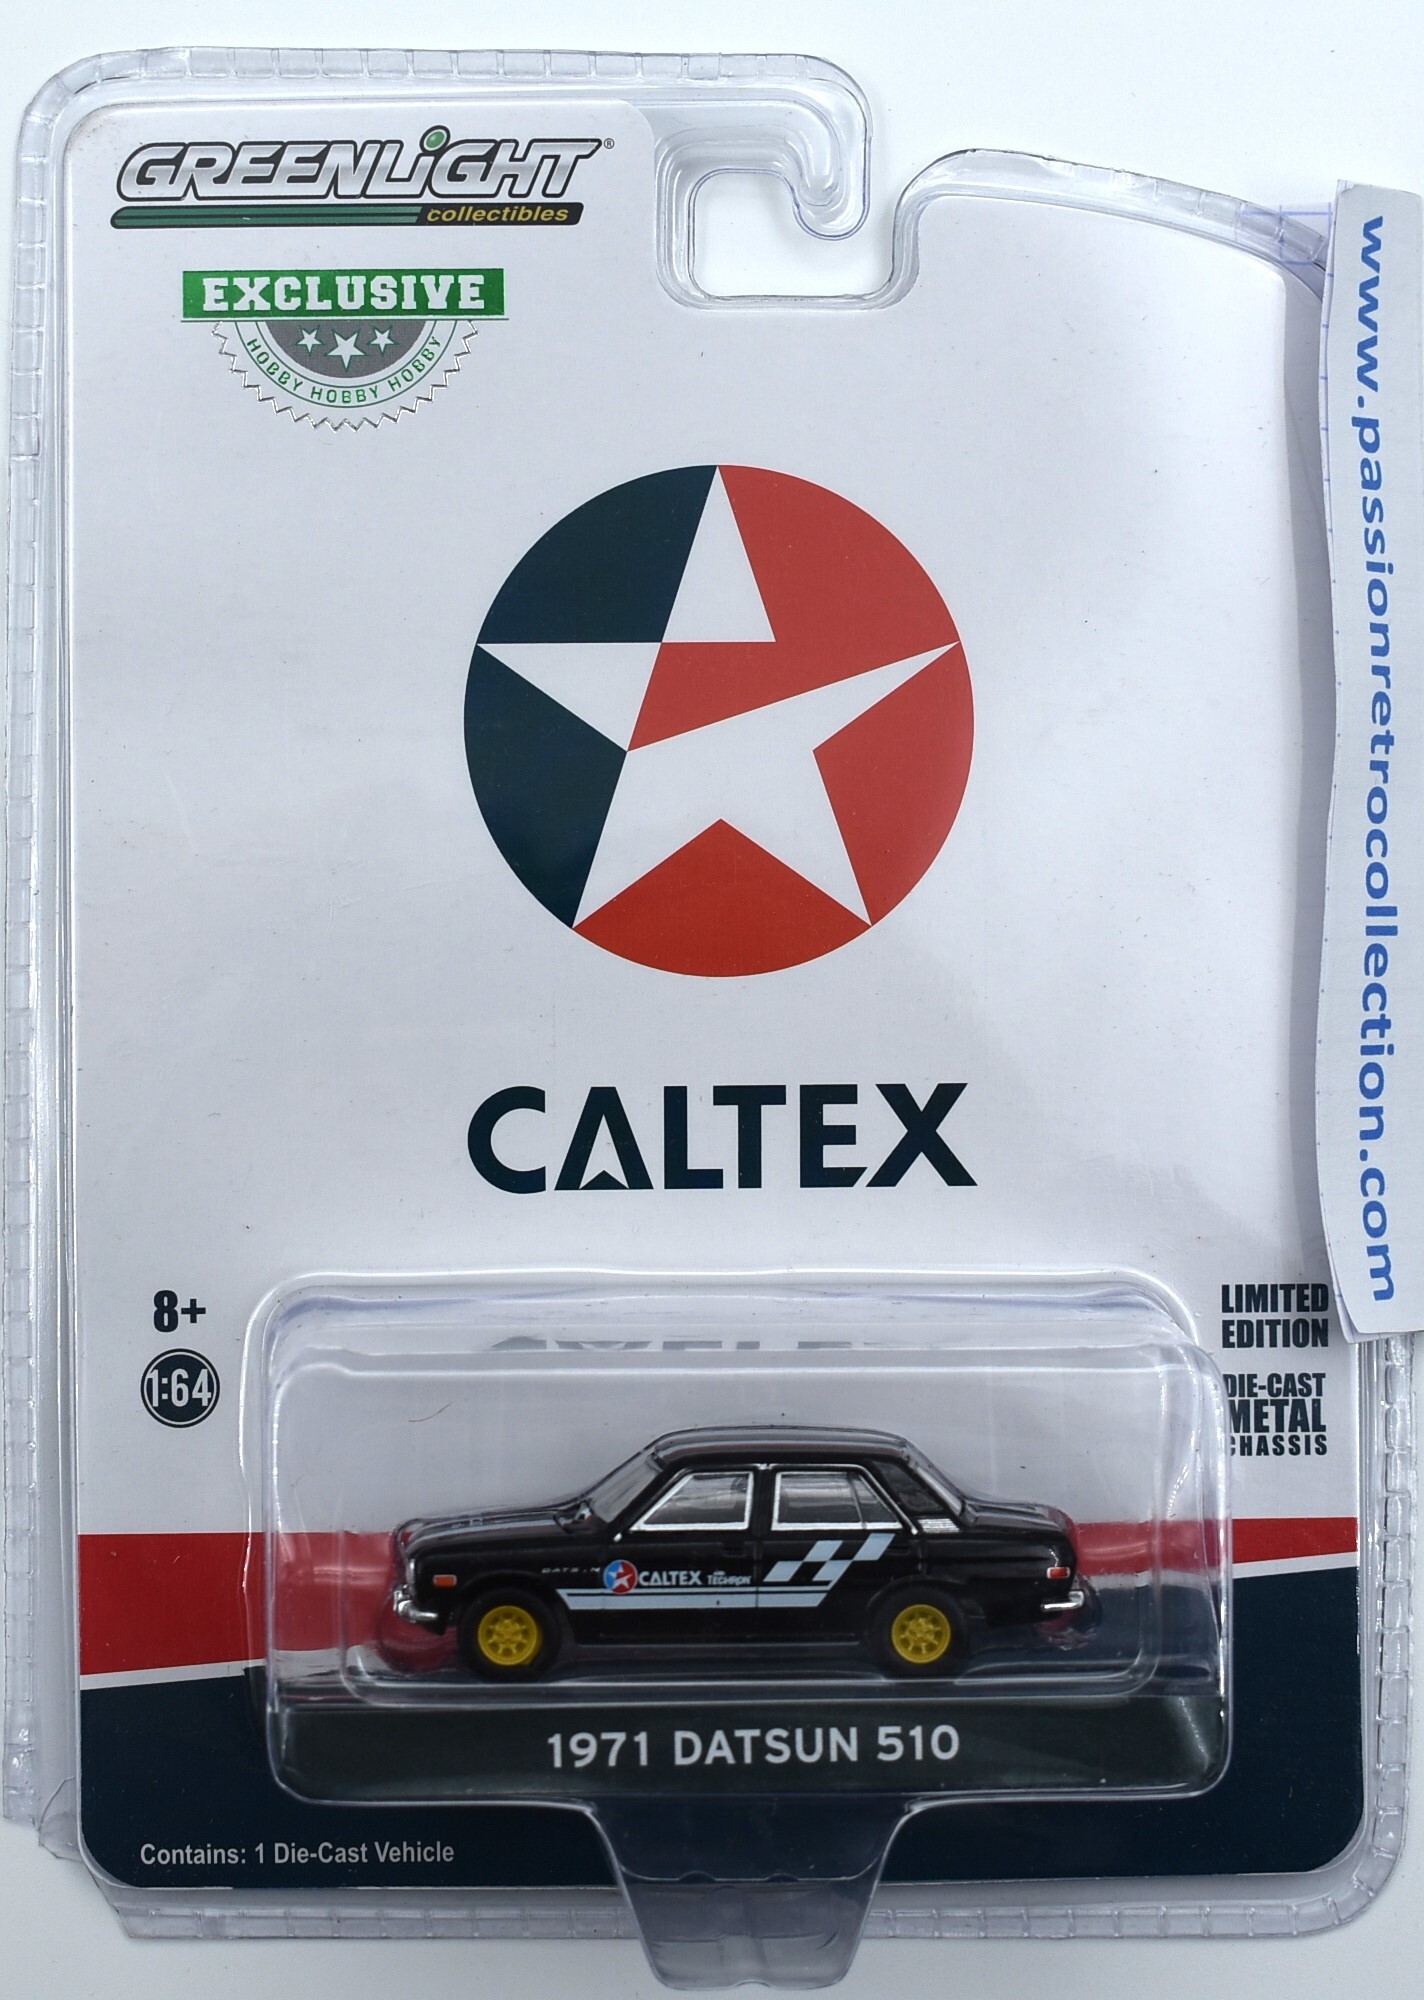 GREENLiGHT®
collectibles
EXCLUSIVE
HOBBY HOBBY HOBBY
www.passionretrocollection.com
CALTEX
8+
1:64
LIMITED
EDITION
DIE-CAST
METAL
CHASSIS
CALTEX
TECHRON
1971 DATSUN 510
Contains: 1 Die-Cast Vehicle